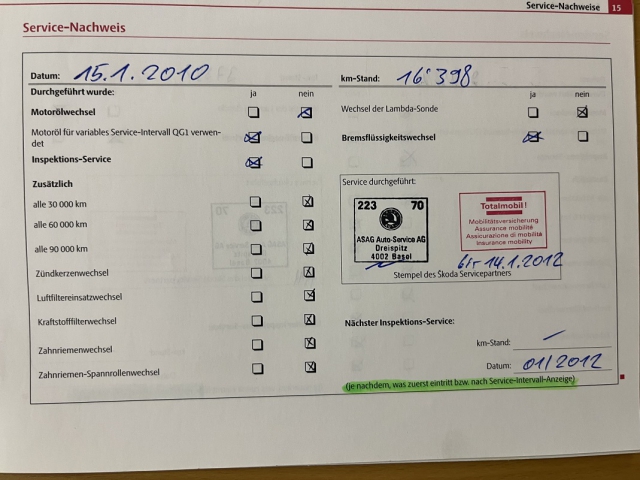 Service-Nachweise 15
Service-Nachweis
Datum: 15.1.2010
km-Stand: 16'398
Durchgeführt wurde: ja nein
ja nein
Motorölwechsel
Wechsel der Lambda-Sonde
Motoröl für variables Service-Intervall QG1 verwen-
det
Bremsflüssigkeitswechsel
Inspektions-Service
Zusätzlich
Service durchgeführt:
alle 30 000 km
alle 60 000 km
alle 90 000 km
Zündkerzenwechsel
Luftfiltereinsatzwechsel
Kraftstofffilterwechsel
Zahnriemenwechsel
Zahnriemen-Spannrollenwechsel
223 70
ASAG Auto-Service AG
Dreispitz
4002 Basel
Totalmobil!
Mobilitätsversicherung
Assurance mobilité
Assicurazione di mobilità
Insurance mobility
bis 14.1.2012
Stempel des Škoda Servicepartners
Nächster Inspektions-Service:
km-Stand: –
Datum: 01/2012
(je nachdem, was zuerst eintritt bzw. nach Service-Intervall-Anzeige)